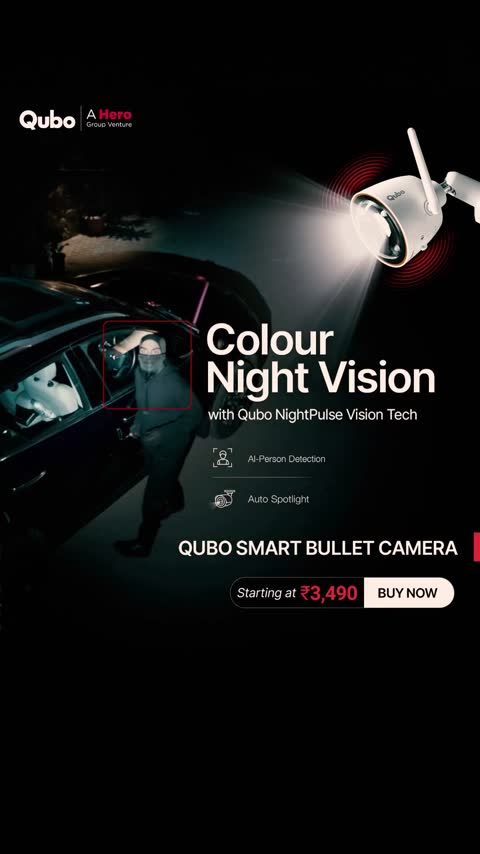 Qubo
A Hero
Group Venture
Qubo
Colour
Night Vision
with Qubo NightPulse Vision Tech
AI-Person Detection
Auto Spotlight
QUBO SMART BULLET CAMERA
Starting at ₹3,490 BUY NOW